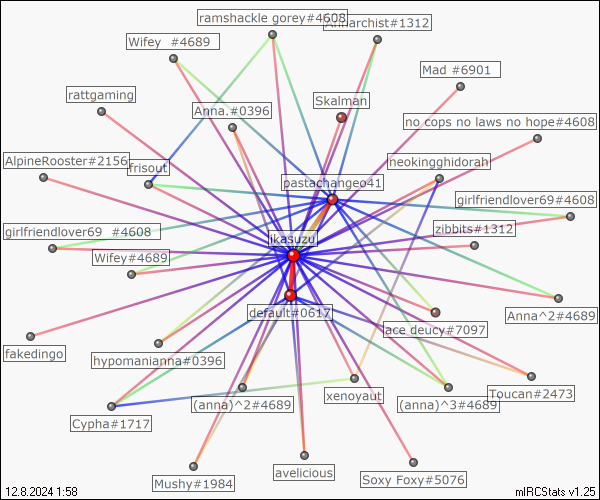 ramshackle gorey#4608
Annarchist#1312
Wifey  #4689
Mad #6901
rattgaming
Skalman
Anna.#0396
no cops no laws no hope#4608
AlpineRooster#2156
frisout
neokingghidorah
pastachangeo41
girlfriendlover69#4608
girlfriendlover69  #4608
zibbits#1312
jkasuzu
Wifey#4689
default#0617
Anna^2#4689
ace deucy#7097
fakedingo
hypomanianna#0396
xenoyaut
Toucan#2473
(anna)^2#4689
(anna)^3#4689
Cypha#1717
avelicious
Soxy Foxy#5076
Mushy#1984
12.8.2024 1:58
mIRCStats v1.25